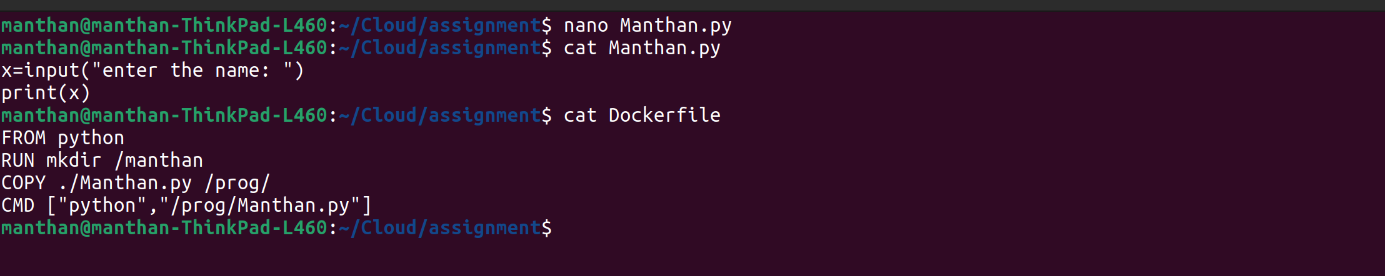 manthan@manthan-ThinkPad-L460:~/Cloud/assignment$ nano Manthan.py
manthan@manthan-ThinkPad-L460:~/Cloud/assignment$ cat Manthan.py
x=input("enter the name: ")
print(x)
manthan@manthan-ThinkPad-L460:~/Cloud/assignment$ cat Dockerfile
FROM python
RUN mkdir /manthan
COPY ./Manthan.py /prog/
CMD ["python","/prog/Manthan.py"]
manthan@manthan-ThinkPad-L460:~/Cloud/assignment$